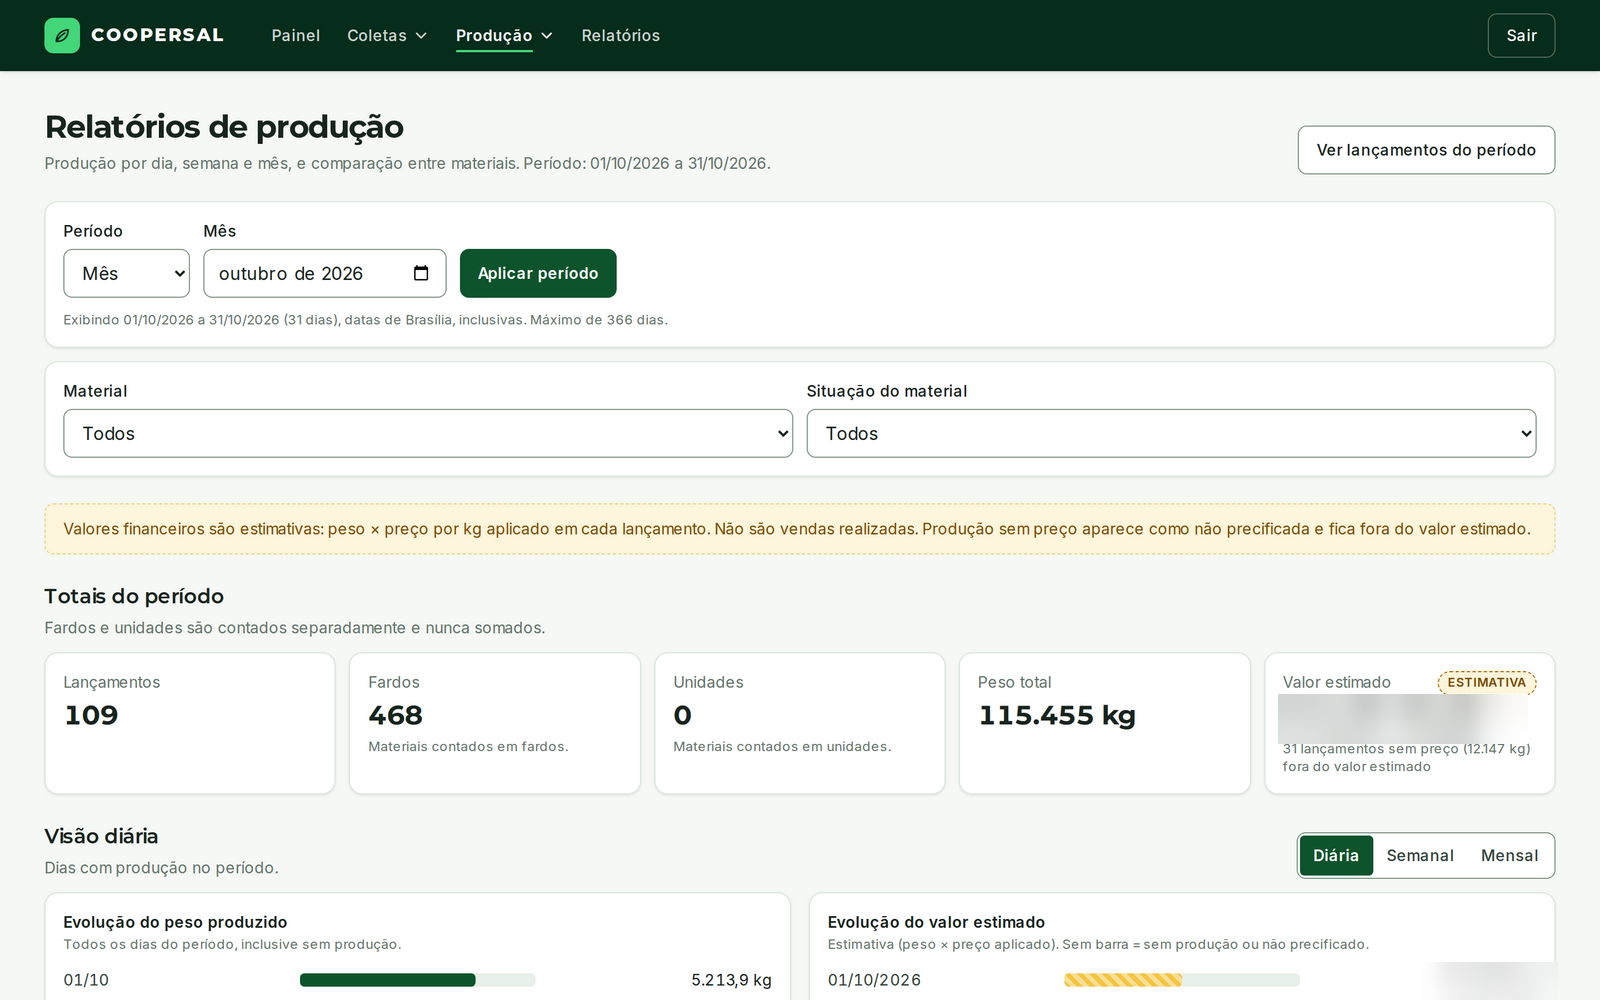 COOPERSAL
Painel
Coletas
Produção
Relatórios
Sair
Relatórios de produção
Produção por dia, semana e mês, e comparação entre materiais. Período: 01/10/2026 a 31/10/2026.
Ver lançamentos do período
Período
Mês
Mês
outubro de 2026
Aplicar período
Exibindo 01/10/2026 a 31/10/2026 (31 dias), datas de Brasília, inclusivas. Máximo de 366 dias.
Material
Situação do material
Todos
Todos
Valores financeiros são estimativas: peso × preço por kg aplicado em cada lançamento. Não são vendas realizadas. Produção sem preço aparece como não precificada e fica fora do valor estimado.
Totais do período
Fardos e unidades são contados separadamente e nunca somados.
Lançamentos
109
Fardos
468
Materiais contados em fardos.
Unidades
0
Materiais contados em unidades.
Peso total
115.455 kg
Valor estimado
ESTIMATIVA
31 lançamentos sem preço (12.147 kg)
fora do valor estimado
Visão diária
Dias com produção no período.
Diária
Semanal
Mensal
Evolução do peso produzido
Todos os dias do período, inclusive sem produção.
01/10
5.213,9 kg
Evolução do valor estimado
Estimativa (peso × preço aplicado). Sem barra = sem produção ou não precificado.
01/10/2026